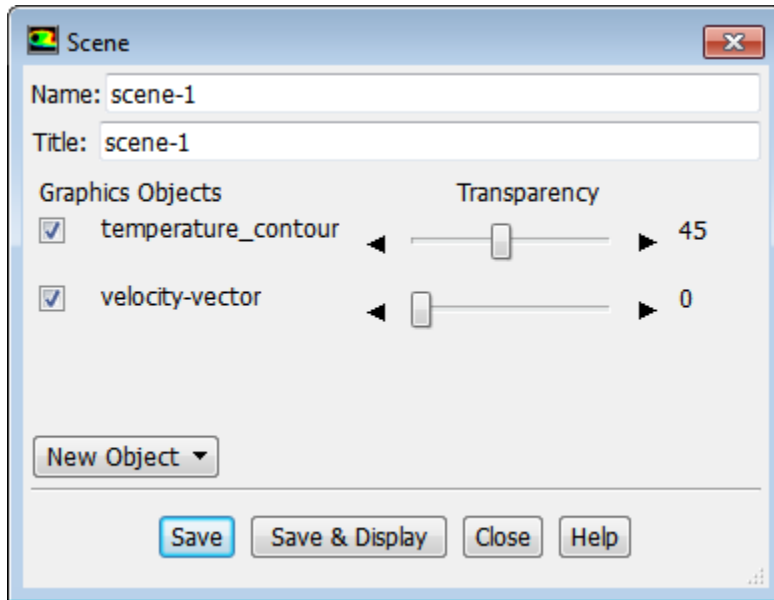 Scene
Name: scene-1
Title: scene-1
Graphics Objects Transparency
temperature_contour 45
velocity-vector 0
New Object
Save Save & Display Close Help